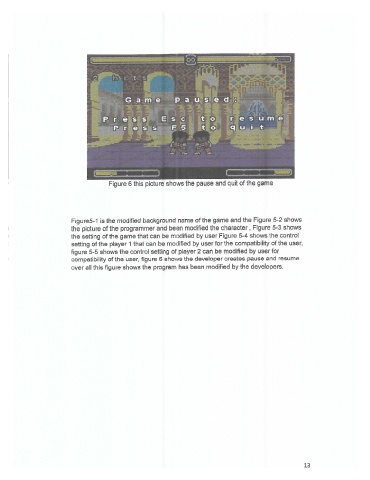 Game paused:
Press Esc to resume
Press F5 to quit
Figure 6 this picture shows the pause and quit of the game
Figure5-1 is the modified background name of the game and the Figure 5-2 shows
the picture of the programmer and been modified the character , Figure 5-3 shows
the setting of the game that can be modified by user Figure 5-4 shows the control
setting of the player 1 that can be modified by user for the compatibility of the user,
figure 5-5 shows the control setting of player 2 can be modified by user for
compatibility of the user, figure 6 shows the developer creates pause and resume
over all this figure shows the program has been modified by the developers.
13